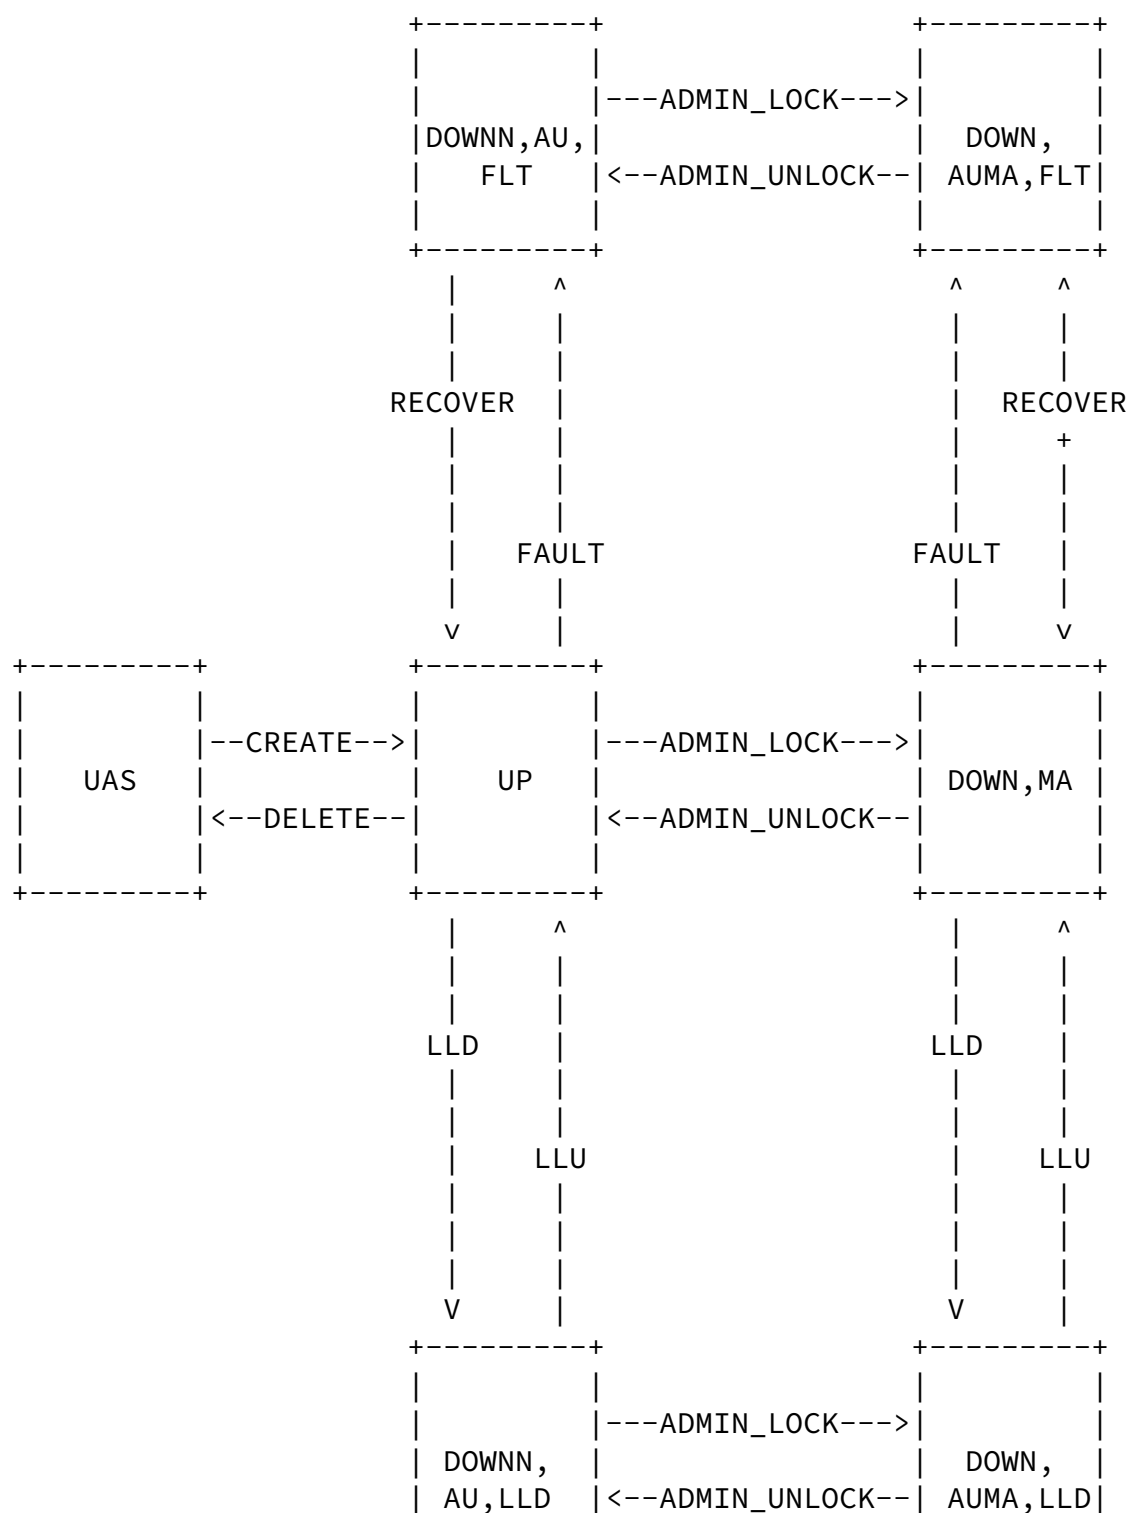 +---------+                 +---------+
|         |                 |         |
|         |---ADMIN_LOCK--->|         |
|DOWNN,AU,|                 |  DOWN,  |
|   FLT   |<--ADMIN_UNLOCK--| AUMA,FLT|
|         |                 |         |
+---------+                 +---------+
|     ^                     ^     ^
|     |                     |     |
|     |                     |     |
RECOVER  |                     |  RECOVER
|     |                     |     +
|     |                     |     |
|     |                     |     |
|   FAULT                 FAULT   |
|     |                     |     |
v     |                     |     v
+---------+           +---------+                 +---------+
|         |           |         |                 |         |
|         |--CREATE-->|         |---ADMIN_LOCK--->|         |
|   UAS   |           |    UP   |                 | DOWN,MA |
|         |<--DELETE--|         |<--ADMIN_UNLOCK--|         |
|         |           |         |                 |         |
+---------+           +---------+                 +---------+
|     ^                     |     ^
|     |                     |     |
|     |                     |     |
LLD    |                    LLD    |
|     |                     |     |
|     |                     |     |
|    LLU                    |    LLU
|     |                     |     |
|     |                     |     |
|     |                     |     |
V     |                     V     |
+---------+                 +---------+
|         |                 |         |
|         |---ADMIN_LOCK--->|         |
| DOWNN,  |                 |  DOWN,  |
| AU,LLD  |<--ADMIN_UNLOCK--| AUMA,LLD|